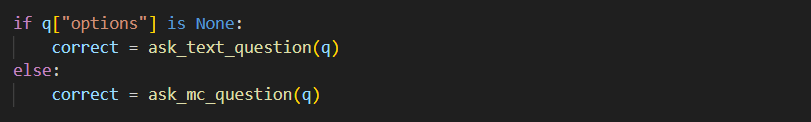 if q["options"] is None:
    correct = ask_text_question(q)
else:
    correct = ask_mc_question(q)